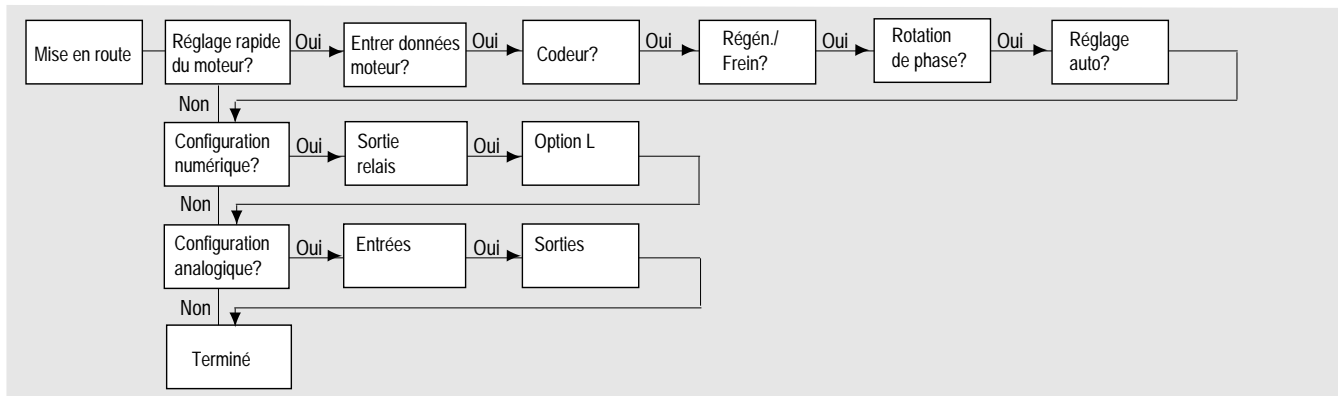 Mise en route
Réglage rapide
du moteur?
Oui
Entrer données
moteur?
Oui
Codeur?
Oui
Régén./
Frein?
Oui
Rotation
de phase?
Oui
Réglage
auto?
Non
Configuration
numérique?
Oui
Sortie
relais
Oui
Option L
Non
Configuration
analogique?
Oui
Entrées
Oui
Sorties
Non
Terminé